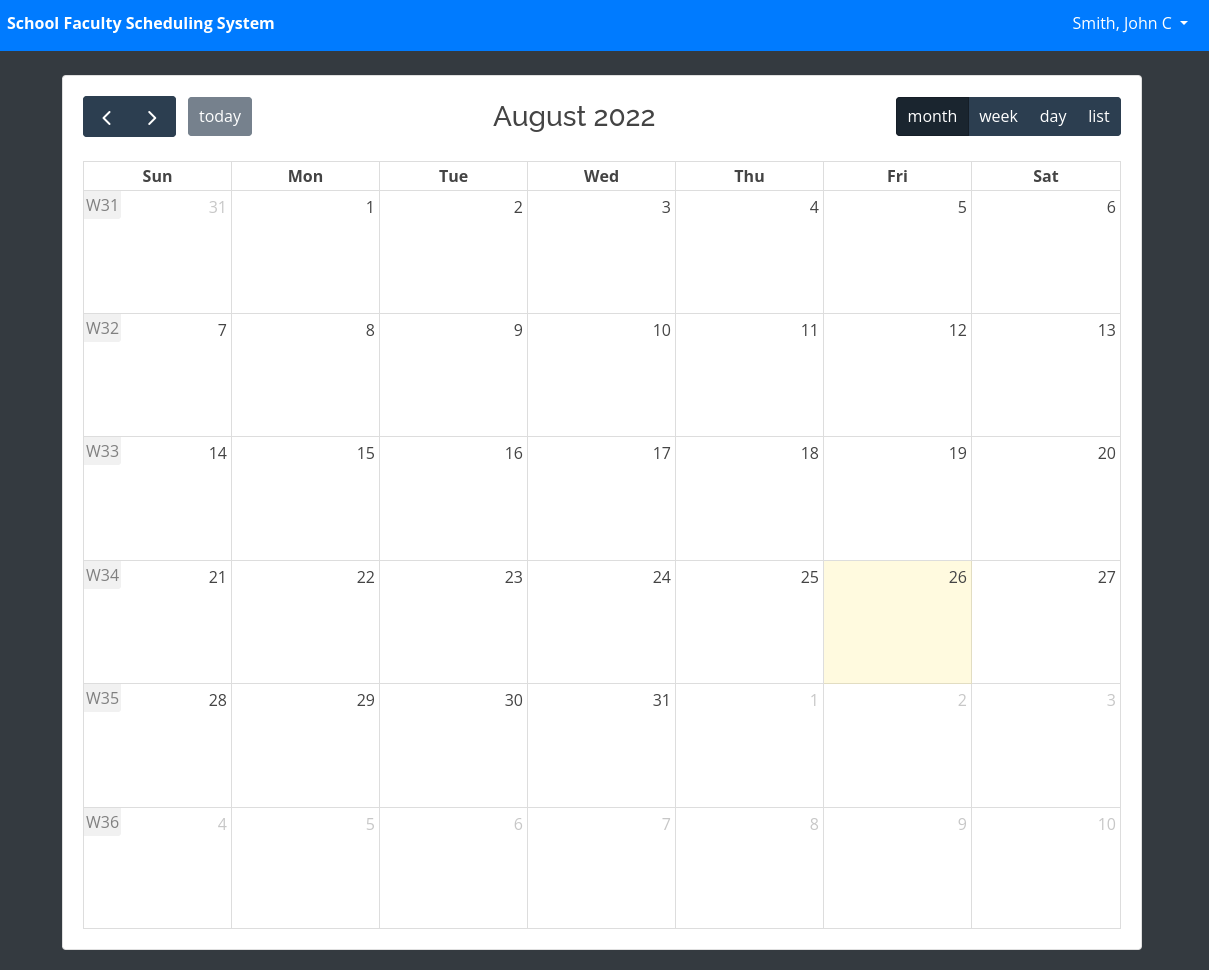 School Faculty Scheduling System Smith, John C
today August 2022 month week day list
Sun Mon Tue Wed Thu Fri Sat
W31 31 1 2 3 4 5 6
W32 7 8 9 10 11 12 13
W33 14 15 16 17 18 19 20
W34 21 22 23 24 25 26 27
W35 28 29 30 31 1 2 3
W36 4 5 6 7 8 9 10